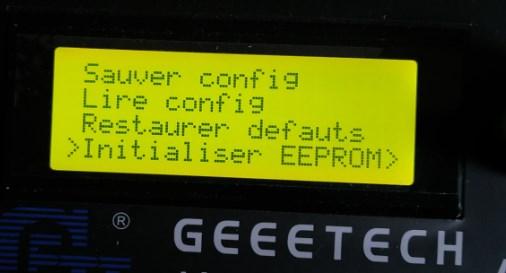 Sauver config
Lire config
Restaurer defauts
>Initialiser EEPROM>
®
GEEETECH